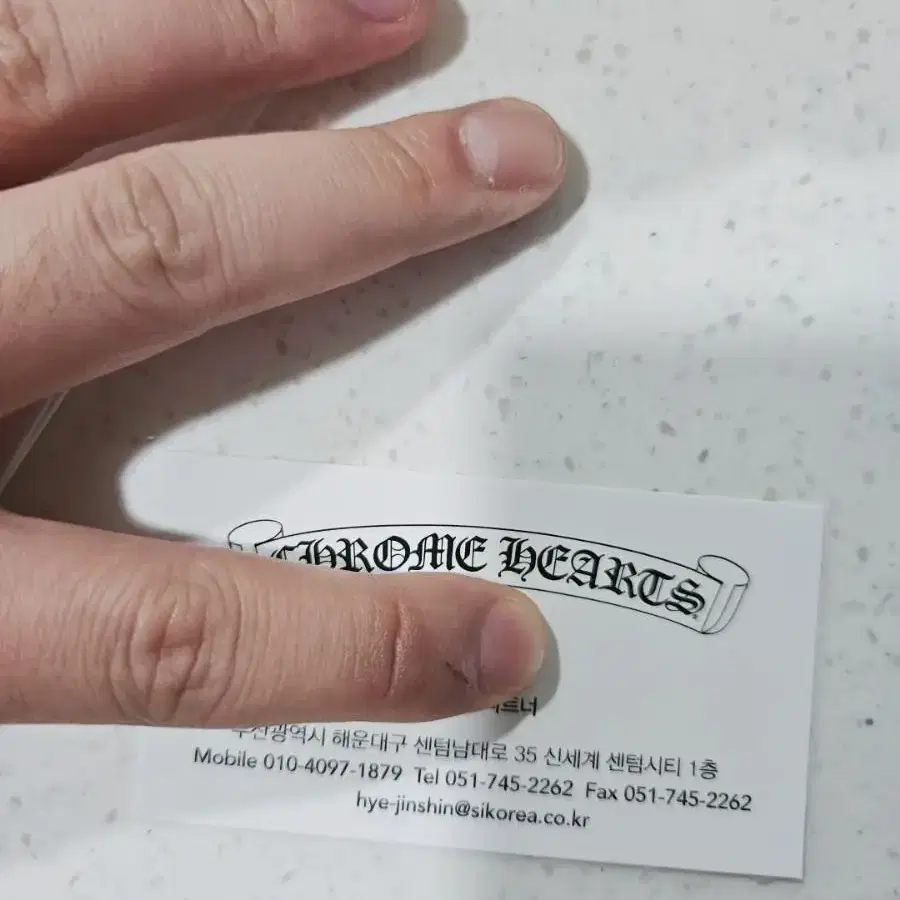 CHROME HEARTS
트너
부산광역시 해운대구 센텀남대로 35 신세계 센텀시티 1층
Mobile 010-4097-1879 Tel 051-745-2262 Fax 051-745-2262
hye-jinshin@sikorea.co.kr